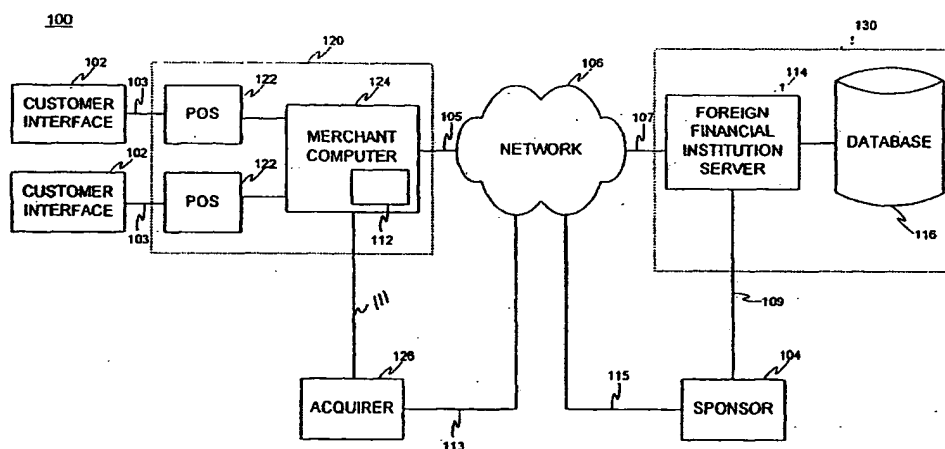 100
102
CUSTOMER
INTERFACE
103
120
122
POS
124
MERCHANT
COMPUTER
112
105
106
NETWORK
107
130
114
FOREIGN
FINANCIAL
INSTITUTION
SERVER
DATABASE
116
102
CUSTOMER
INTERFACE
103
122
POS
111
109
126
ACQUIRER
113
115
104
SPONSOR